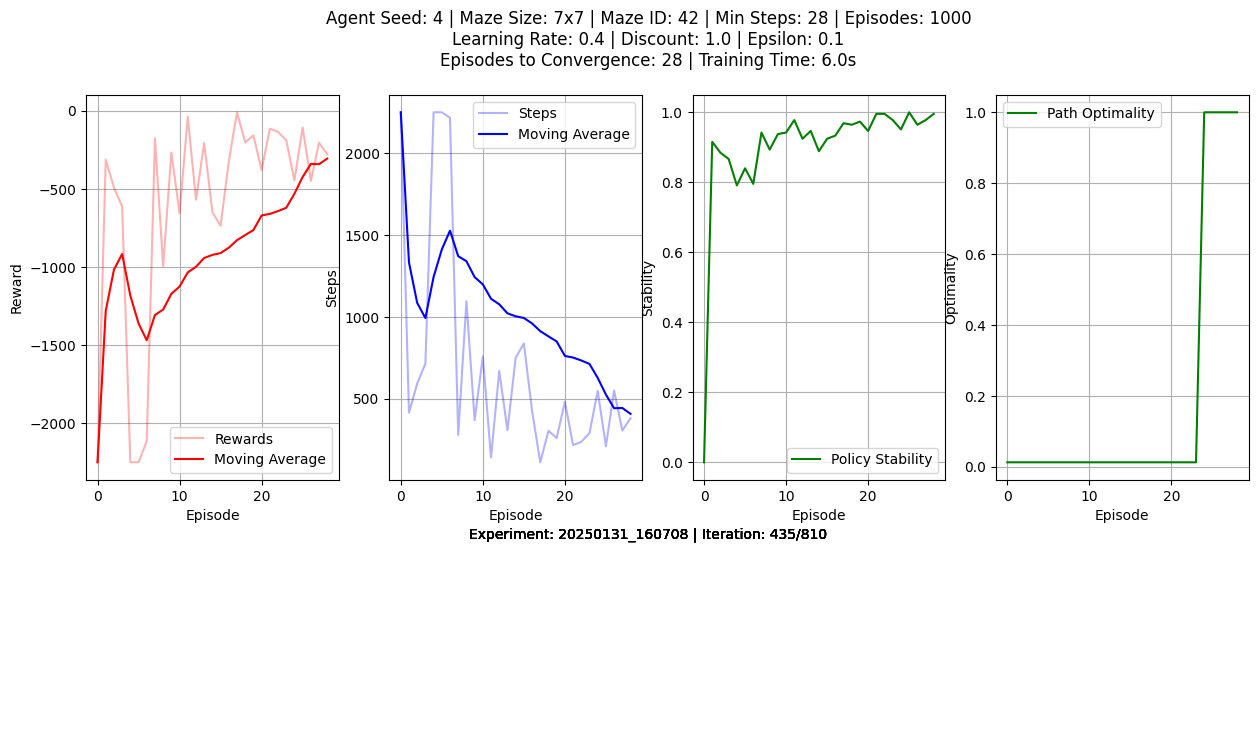 Agent Seed: 4 | Maze Size: 7x7 | Maze ID: 42 | Min Steps: 28 | Episodes: 1000
Learning Rate: 0.4 | Discount: 1.0 | Epsilon: 0.1
Episodes to Convergence: 28 | Training Time: 6.0s
Reward
0
−500
−1000
−1500
−2000
Rewards
Moving Average
0 10 20
Episode
Steps
2000
1500
1000
500
Steps
Moving Average
0 10 20
Episode
Stability
1.0
0.8
0.6
0.4
0.2
0.0
Policy Stability
0 10 20
Episode
Optimality
1.0
0.8
0.6
0.4
0.2
0.0
Path Optimality
0 10 20
Episode
Experiment: 20250131_160708 | Iteration: 435/810